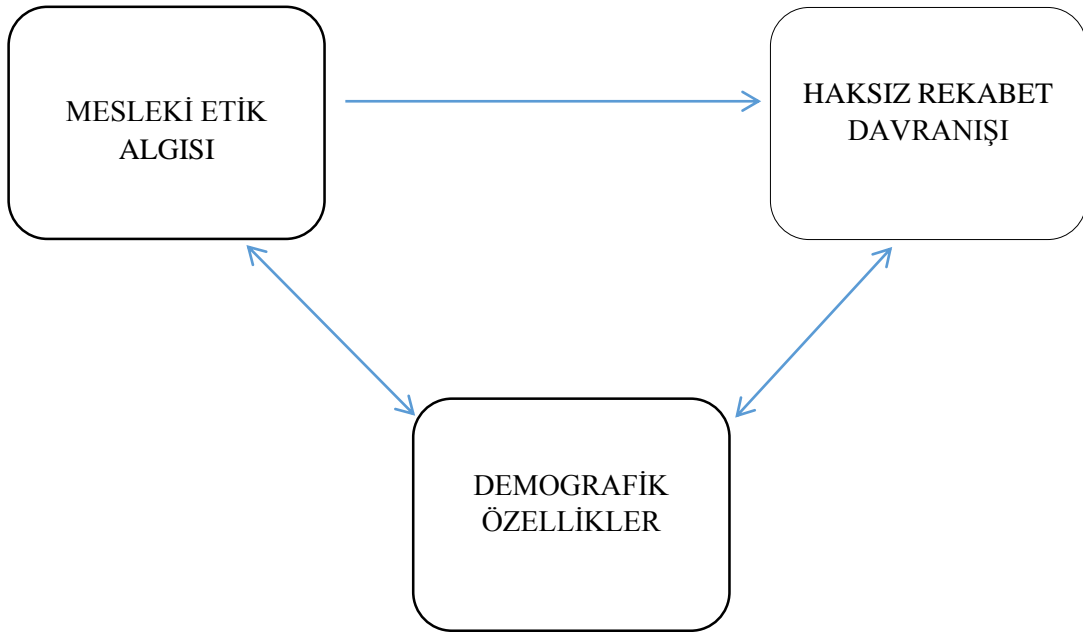 MESLEKİ ETİK
ALGISI
HAKSIZ REKABET
DAVRANIŞI
DEMOGRAFİK
ÖZELLİKLER